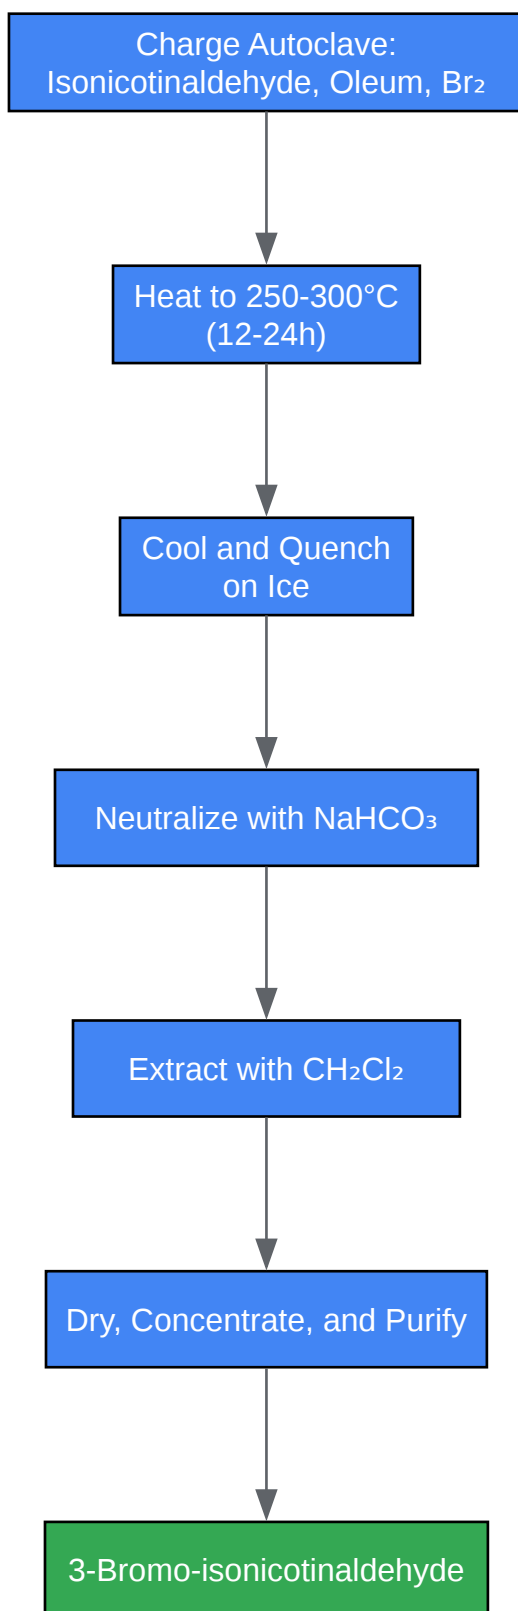 Charge Autoclave:
Isonicotinaldehyde, Oleum, Br₂
Heat to 250-300°C
(12-24h)
Cool and Quench
on Ice
Neutralize with NaHCO₃
Extract with CH₂Cl₂
Dry, Concentrate, and Purify
3-Bromo-isonicotinaldehyde